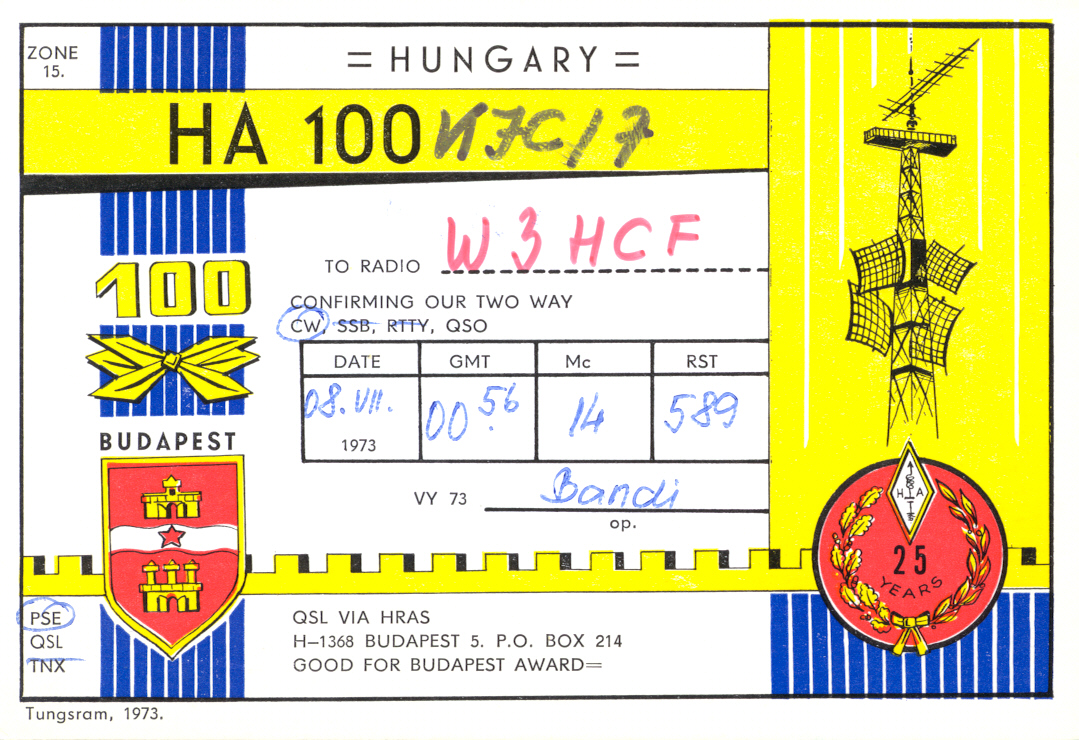 ZONE
15.
= HUNGARY =
HA 100 KFC/7
TO RADIO W3HCF
CONFIRMING OUR TWO WAY
CW, SSB, RTTY, QSO
DATE GMT Mc RST
08. VII. 1973 00.56 14 589
VY 73 Bandi
op.
100
BUDAPEST
HA
25
YEARS
PSE
QSL
TNX
QSL VIA HRAS
H-1368 BUDAPEST 5. P.O. BOX 214
GOOD FOR BUDAPEST AWARD=
Tungsram, 1973.